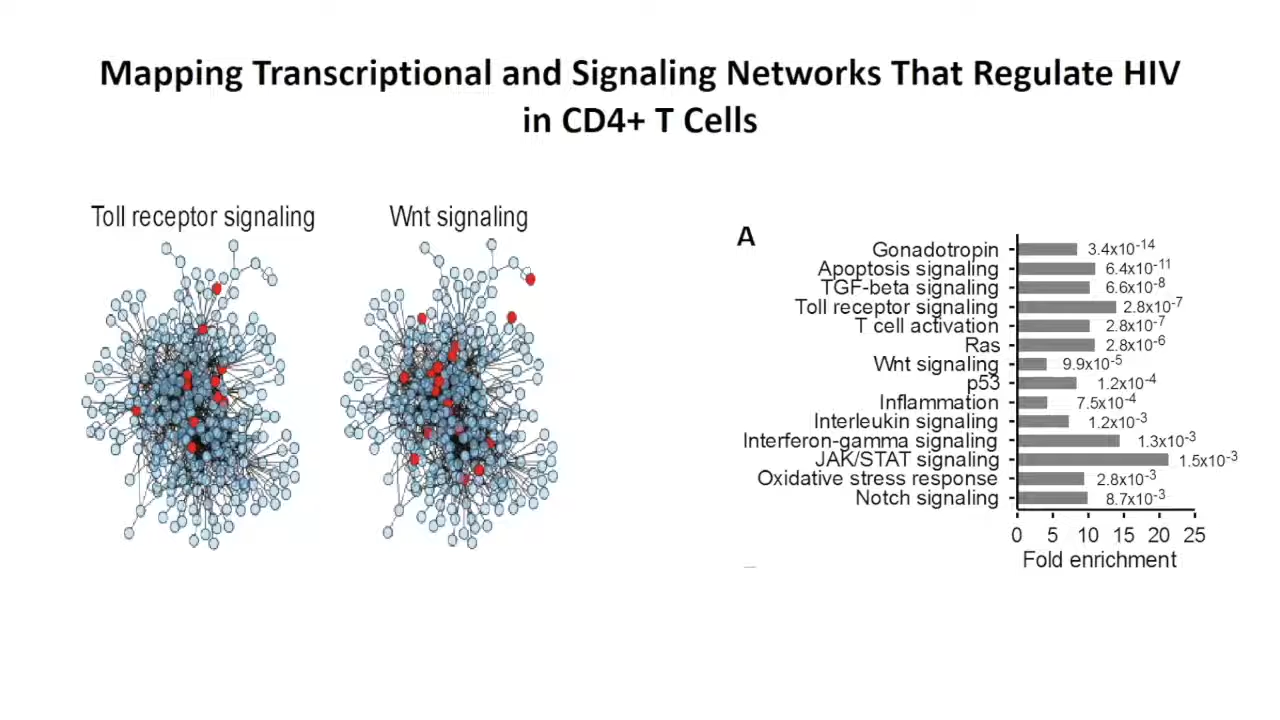 Mapping Transcriptional and Signaling Networks That Regulate HIV
in CD4+ T Cells
Toll receptor signaling
Wnt signaling
A
Gonadotropin 3.4x10-14
Apoptosis signaling 6.4x10-11
TGF-beta signaling 6.6x10-8
Toll receptor signaling 2.8x10-7
T cell activation 2.8x10-7
Ras 2.8x10-6
Wnt signaling 9.9x10-5
p53 1.2x10-4
Inflammation 7.5x10-4
Interleukin signaling 1.2x10-3
Interferon-gamma signaling 1.3x10-3
JAK/STAT signaling 1.5x10-3
Oxidative stress response 2.8x10-3
Notch signaling 8.7x10-3
0 5 10 15 20 25
Fold enrichment